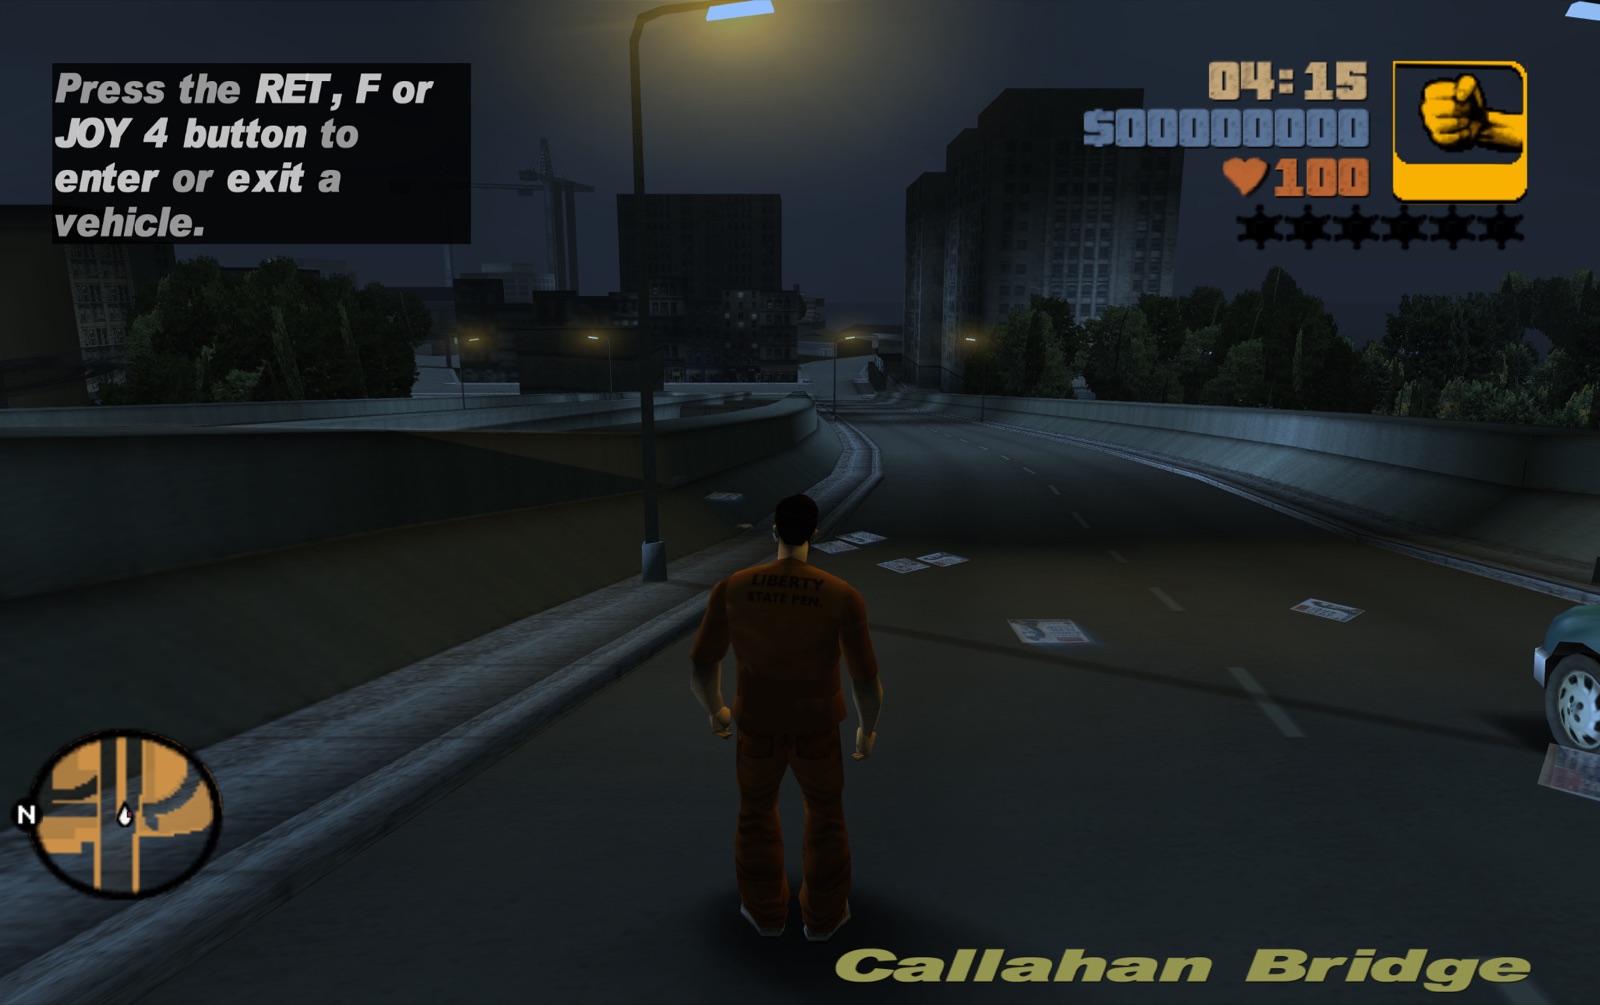 Press the RET, F or
JOY 4 button to
enter or exit a
vehicle.
04:15
$00000000
100
LIBERTY
STATE PEN.
N
Callahan Bridge